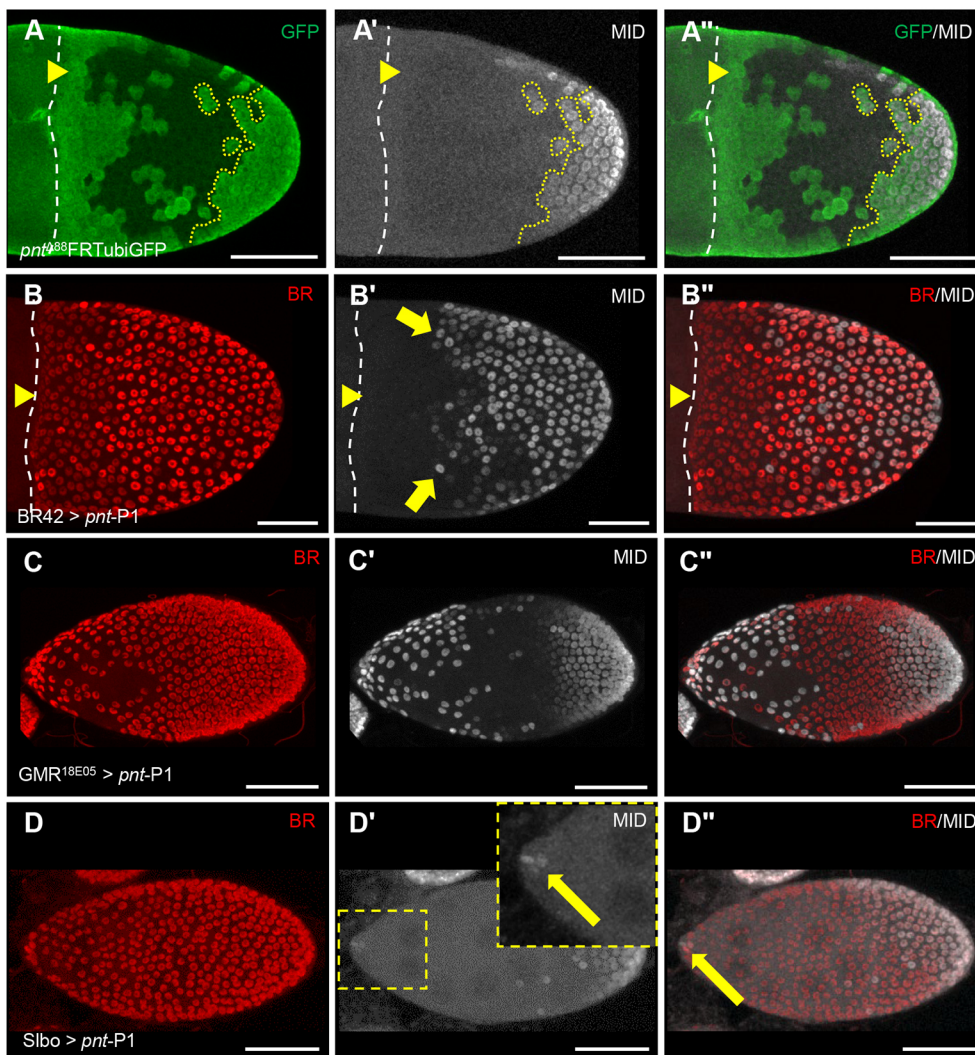 A GFP
A' MID
A" GFP/MID
pnt^Δ88FRTubiGFP
B BR
B' MID
B" BR/MID
BR42 > pnt-P1
C BR
C' MID
C" BR/MID
GMR^18E05 > pnt-P1
D BR
D' MID
D" BR/MID
Slbo > pnt-P1